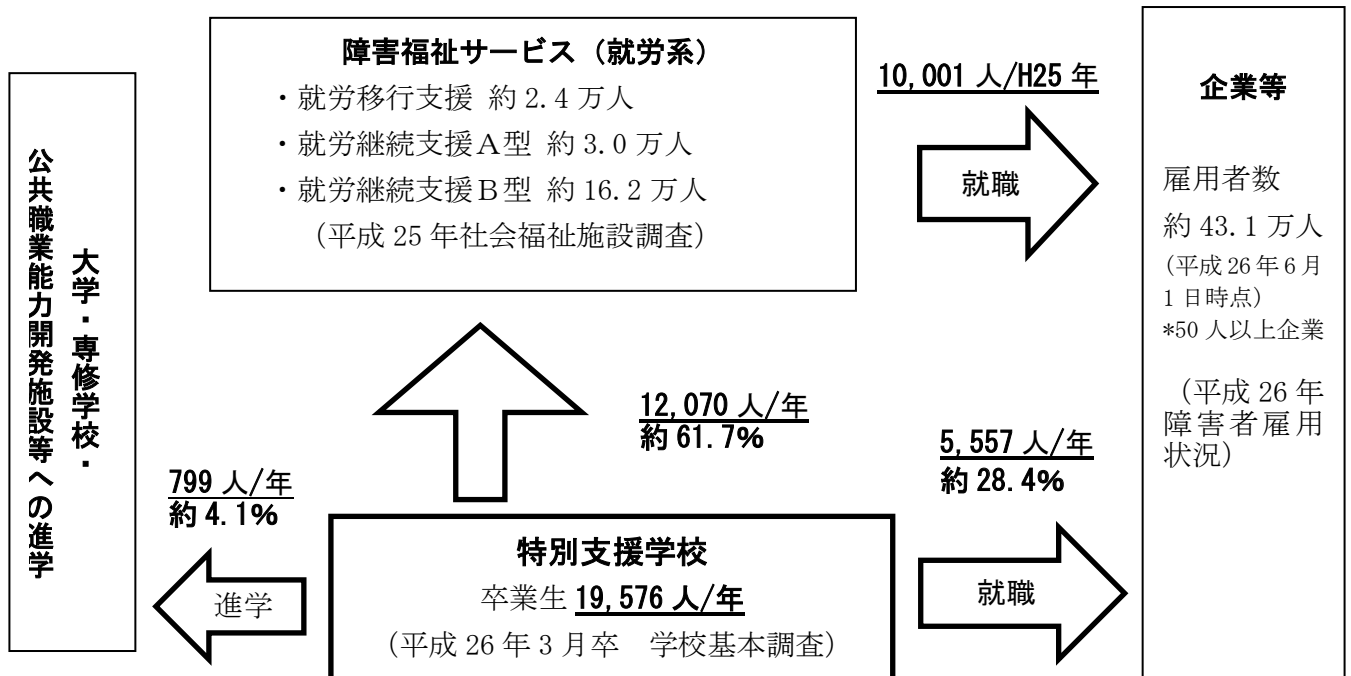 公共職業能力開発施設等への進学
大学・専修学校・
障害福祉サービス（就労系）
・就労移行支援 約 2.4 万人
・就労継続支援Ａ型 約 3.0 万人
・就労継続支援Ｂ型 約 16.2 万人
（平成 25 年社会福祉施設調査）
10,001 人/H25 年
就職
企業等
雇用者数
約 43.1 万人
（平成 26 年 6 月
1 日時点）
*50 人以上企業
（平成 26 年
障害者雇用
状況）
12,070 人/年
約 61.7%
5,557 人/年
約 28.4%
799 人/年
約 4.1%
進学
特別支援学校
卒業生 19,576 人/年
（平成 26 年 3 月卒　学校基本調査）
就職